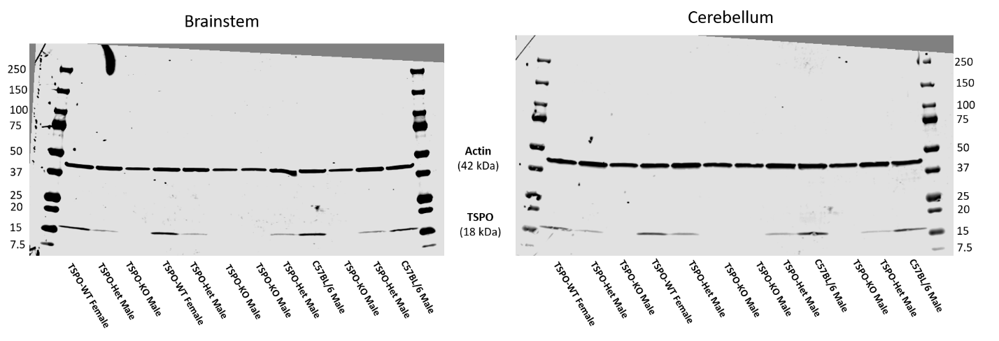 Brainstem
Cerebellum
250
150
100
75
50
37
25
20
15
7.5
Actin
(42 kDa)
TSPO
(18 kDa)
250
150
100
75
50
37
25
20
15
7.5
TSPO-WT Female
TSPO-Het Male
TSPO-KO Male
TSPO-WT Female
TSPO-Het Male
TSPO-KO Male
TSPO-KO Male
TSPO-Het Male
C57BL/6 Male
TSPO-KO Male
TSPO-Het Male
C57BL/6 Male
TSPO-WT Female
TSPO-Het Male
TSPO-KO Male
TSPO-WT Female
TSPO-Het Male
TSPO-KO Male
TSPO-KO Male
TSPO-Het Male
C57BL/6 Male
TSPO-KO Male
TSPO-Het Male
C57BL/6 Male